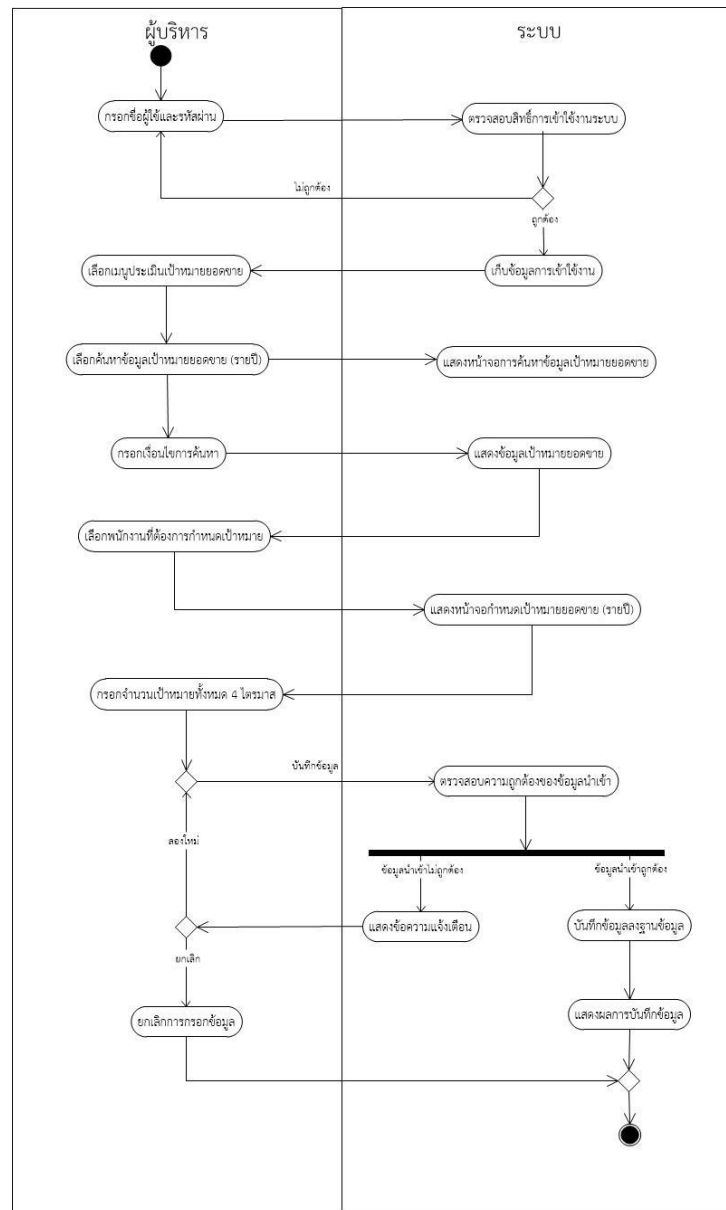 ผู้บริหาร
ระบบ
กรอกชื่อผู้ใช้และรหัสผ่าน
ตรวจสอบสิทธิ์การเข้าใช้งานระบบ
ไม่ถูกต้อง
ถูกต้อง
เลือกเมนูประเมินเป้าหมายยอดขาย
เก็บข้อมูลการเข้าใช้งาน
เลือกค้นหาข้อมูลเป้าหมายยอดขาย (รายปี)
แสดงหน้าจอการค้นหาข้อมูลเป้าหมายยอดขาย
กรอกเงื่อนไขการค้นหา
แสดงข้อมูลเป้าหมายยอดขาย
เลือกพนักงานที่ต้องการกำหนดเป้าหมาย
แสดงหน้าจอกำหนดเป้าหมายยอดขาย (รายปี)
กรอกจำนวนเป้าหมายทั้งหมด 4 ไตรมาส
บันทึกข้อมูล
ตรวจสอบความถูกต้องของข้อมูลนำเข้า
ลองใหม่
ข้อมูลนำเข้าไม่ถูกต้อง
ข้อมูลนำเข้าถูกต้อง
แสดงข้อความแจ้งเตือน
บันทึกข้อมูลลงฐานข้อมูล
ยกเลิก
ยกเลิกการกรอกข้อมูล
แสดงผลการบันทึกข้อมูล